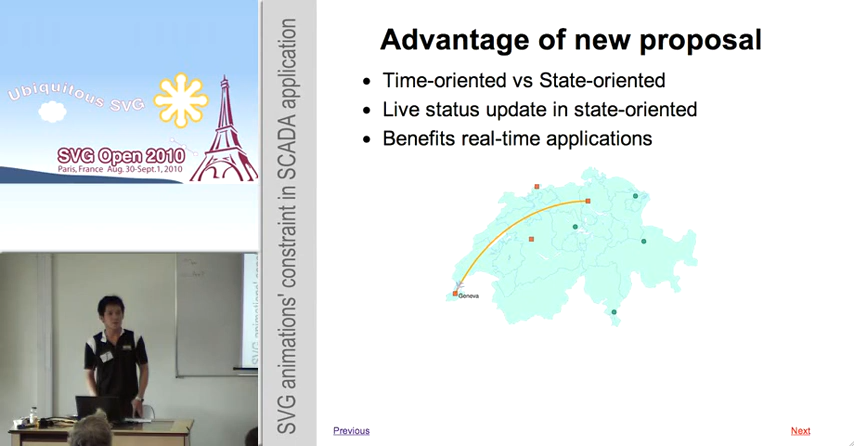 Ubiquitous SVG
SVG Open 2010
Paris, France Aug. 30-Sept.1, 2010
SVG animations' constraint in SCADA application
Advantage of new proposal
• Time-oriented vs State-oriented
• Live status update in state-oriented
• Benefits real-time applications
Geneva
Previous
Next